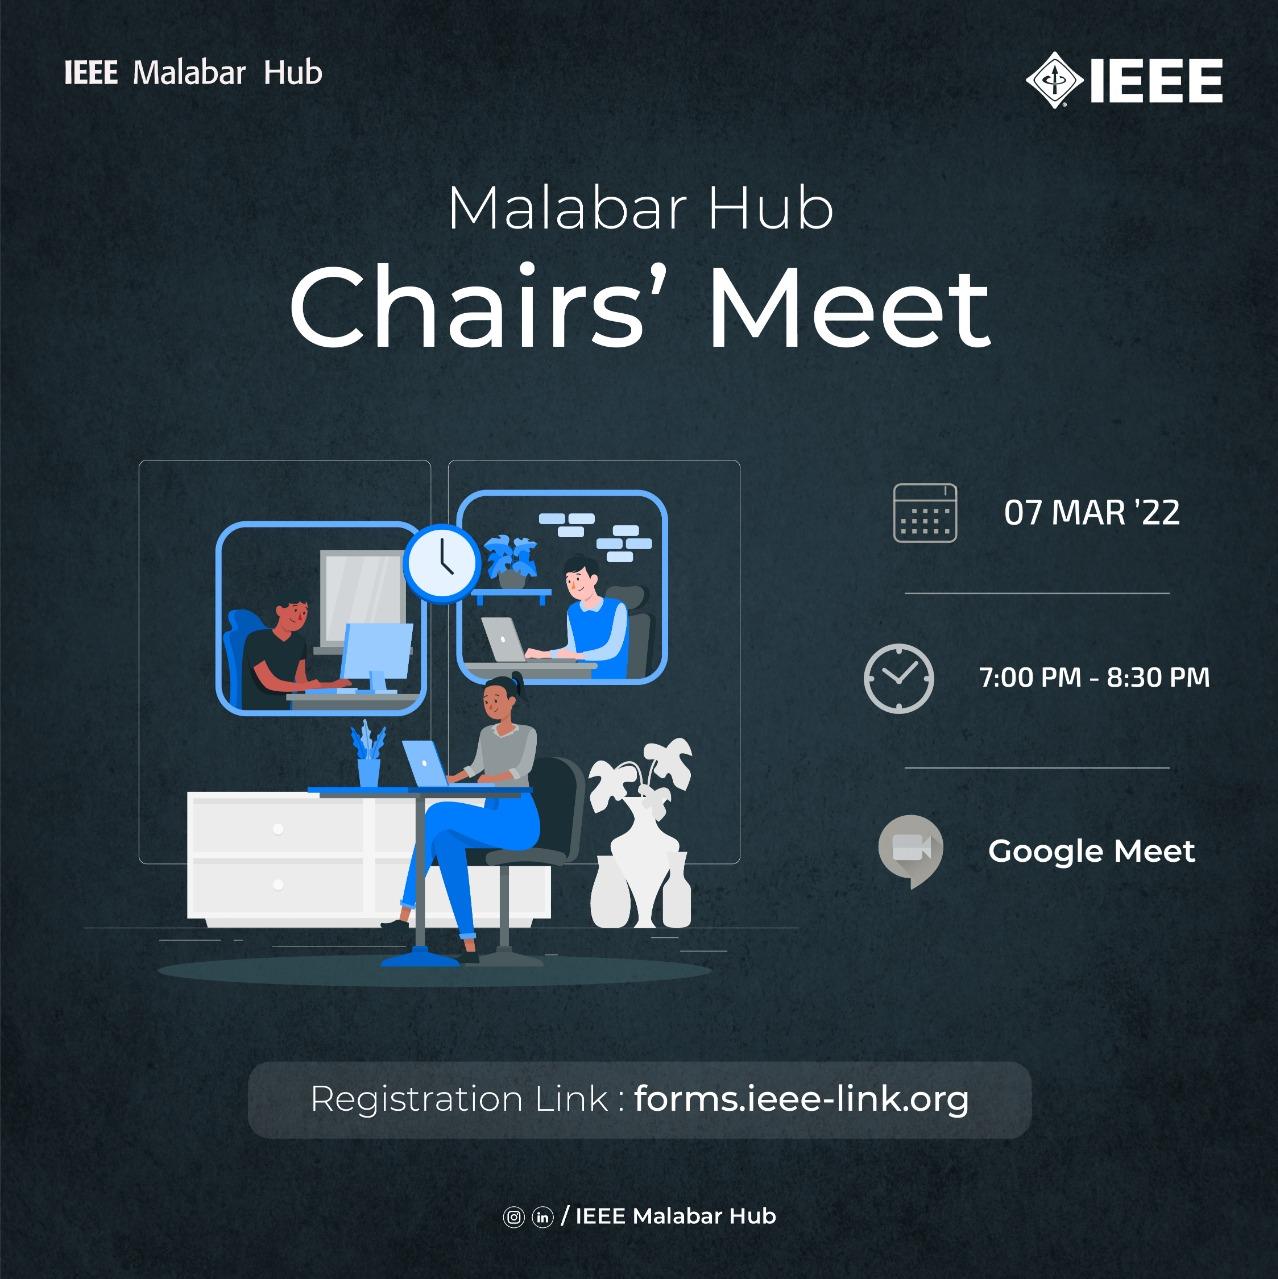 IEEE Malabar Hub
IEEE
Malabar Hub
Chairs’ Meet
07 MAR ’22
7:00 PM - 8:30 PM
Google Meet
Registration Link : forms.ieee-link.org
in / IEEE Malabar Hub